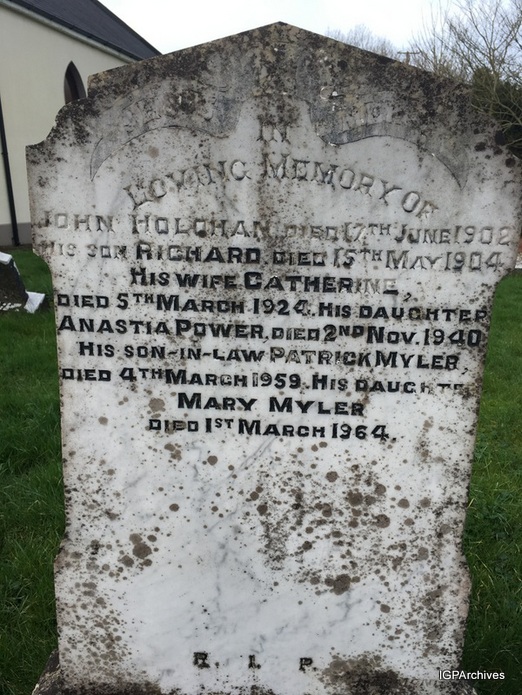 IN
LOVING MEMORY OF
JOHN HOLOHAN, DIED 17TH JUNE 1902
HIS SON RICHARD, DIED 15TH MAY 1904,
HIS WIFE CATHERINE,
DIED 5TH MARCH 1924. HIS DAUGHTER
ANASTIA POWER, DIED 2ND NOV. 1940
HIS SON-IN-LAW PATRICK MYLER,
DIED 4TH MARCH 1959. HIS DAUGHTER
MARY MYLER
DIED 1ST MARCH 1964.
R. I. P
IGPArchives